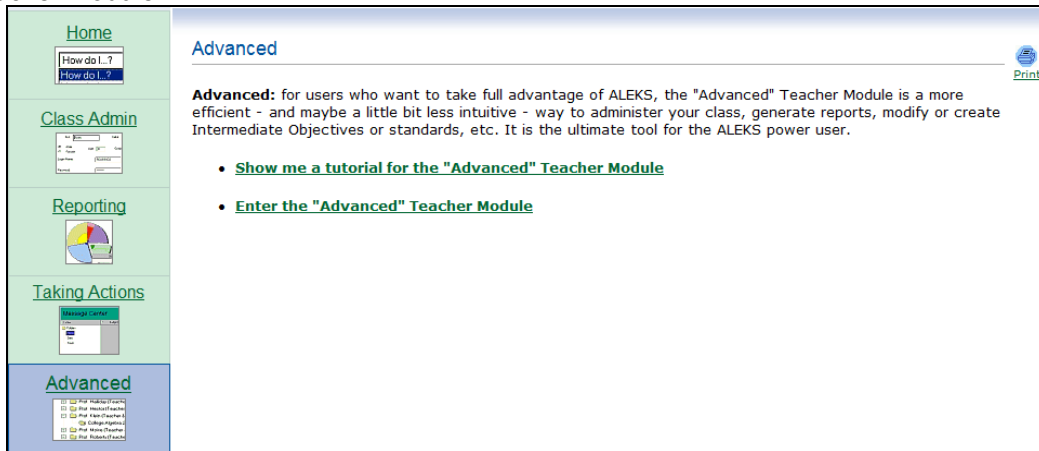 Home
How do I...?
How do I...?
Class Admin
Reporting
Taking Actions
Message Center
Advanced
Advanced
Print
Advanced: for users who want to take full advantage of ALEKS, the "Advanced" Teacher Module is a more
efficient - and maybe a little bit less intuitive - way to administer your class, generate reports, modify or create
Intermediate Objectives or standards, etc. It is the ultimate tool for the ALEKS power user.
• Show me a tutorial for the "Advanced" Teacher Module
• Enter the "Advanced" Teacher Module